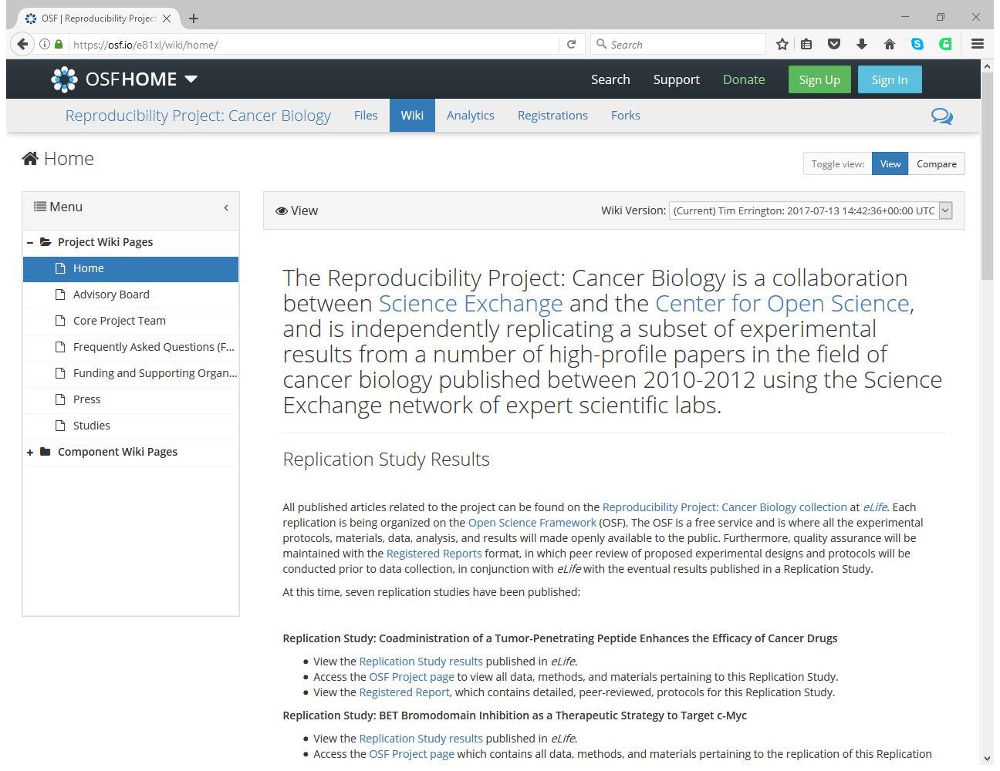 OSF | Reproducibility Project
https://osf.io/e81xl/wiki/home/
Search
OSFHOME
Search Support Donate Sign Up Sign In
Reproducibility Project: Cancer Biology Files Wiki Analytics Registrations Forks
Home
Toggle view: View Compare
Menu
View
Wiki Version: (Current) Tim Errington: 2017-07-13 14:42:36+00:00 UTC
Project Wiki Pages
Home
Advisory Board
Core Project Team
Frequently Asked Questions (F...
Funding and Supporting Organ...
Press
Studies
Component Wiki Pages
The Reproducibility Project: Cancer Biology is a collaboration
between Science Exchange and the Center for Open Science,
and is independently replicating a subset of experimental
results from a number of high-profile papers in the field of
cancer biology published between 2010-2012 using the Science
Exchange network of expert scientific labs.
Replication Study Results
All published articles related to the project can be found on the Reproducibility Project: Cancer Biology collection at eLife. Each
replication is being organized on the Open Science Framework (OSF). The OSF is a free service and is where all the experimental
protocols, materials, data, analysis, and results will made openly available to the public. Furthermore, quality assurance will be
maintained with the Registered Reports format, in which peer review of proposed experimental designs and protocols will be
conducted prior to data collection, in conjunction with eLife with the eventual results published in a Replication Study.
At this time, seven replication studies have been published:
Replication Study: Coadministration of a Tumor-Penetrating Peptide Enhances the Efficacy of Cancer Drugs
• View the Replication Study results published in eLife.
• Access the OSF Project page to view all data, methods, and materials pertaining to this Replication Study.
• View the Registered Report, which contains detailed, peer-reviewed, protocols for this Replication Study.
Replication Study: BET Bromodomain Inhibition as a Therapeutic Strategy to Target c-Myc
• View the Replication Study results published in eLife.
• Access the OSF Project page which contains all data, methods, and materials pertaining to the replication of this Replication